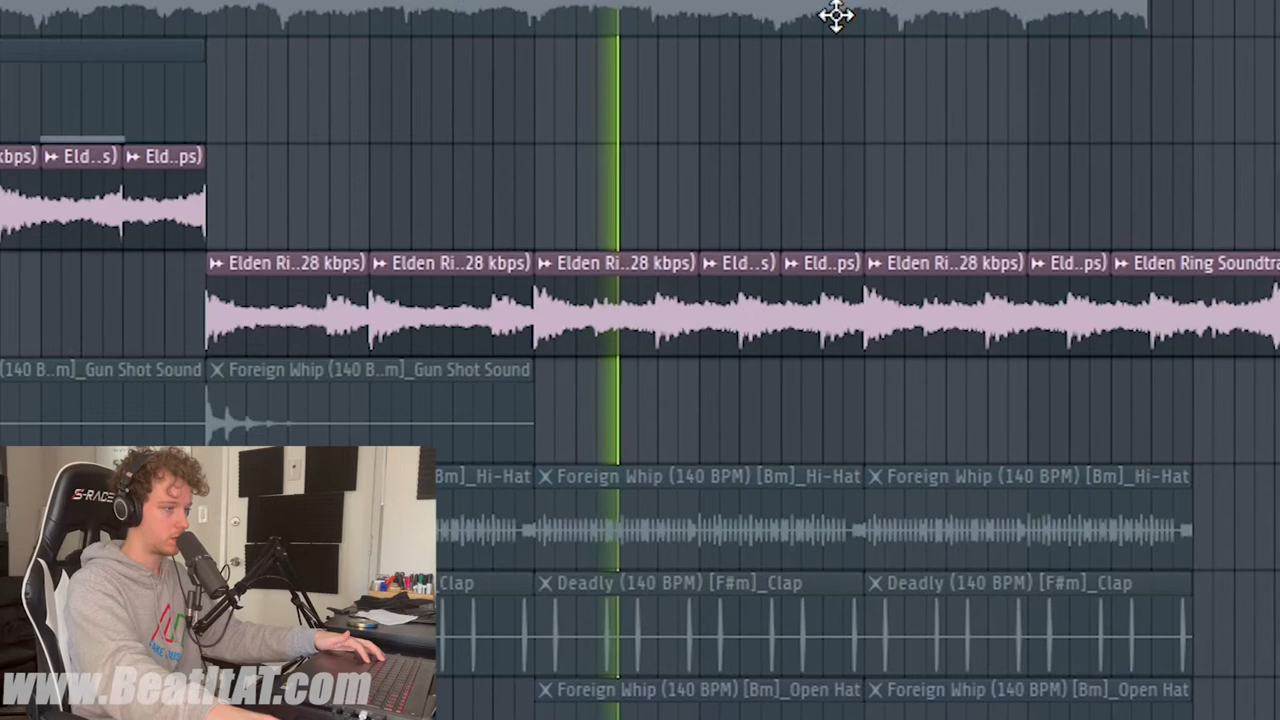 kbps) Eld..s) Eld..ps)
Elden Ri..28 kbps) Elden Ri..28 kbps) Elden Ri..28 kbps) Eld..s) Eld..ps) Elden Ri..28 kbps) Eld..ps) Elden Ring Soundtra
(140 B..m]_Gun Shot Sound Foreign Whip (140 B..m]_Gun Shot Sound
Bm]_Hi-Hat Foreign Whip (140 BPM) [Bm]_Hi-Hat Foreign Whip (140 BPM) [Bm]_Hi-Hat
Clap Deadly (140 BPM) [F#m]_Clap Deadly (140 BPM) [F#m]_Clap
Foreign Whip (140 BPM) [Bm]_Open Hat Foreign Whip (140 BPM) [Bm]_Open Hat
S-RACE
www.BeatItAT.com